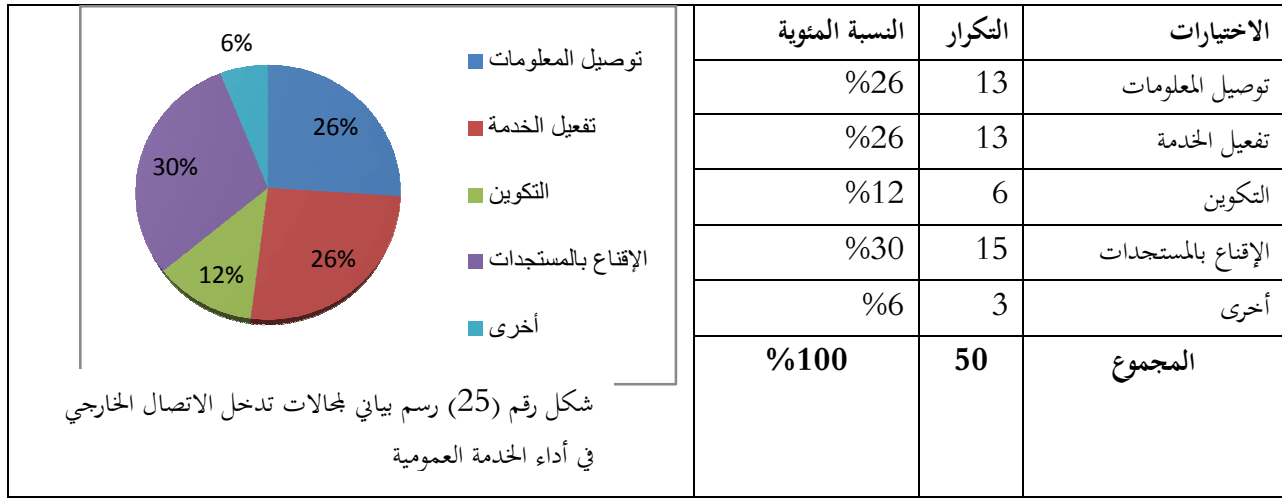 الاختيارات التكرار النسبة المئوية
توصيل المعلومات 13 %26
تفعيل الخدمة 13 %26
التكوين 6 %12
الإقناع بالمستجدات 15 %30
أخرى 3 %6
المجموع 50 %100
6%
26%
30%
26%
12%
توصيل المعلومات
تفعيل الخدمة
التكوين
الإقناع بالمستجدات
أخرى
شكل رقم (25) رسم بياني لمجالات تدخل الاتصال الخارجي
في أداء الخدمة العمومية